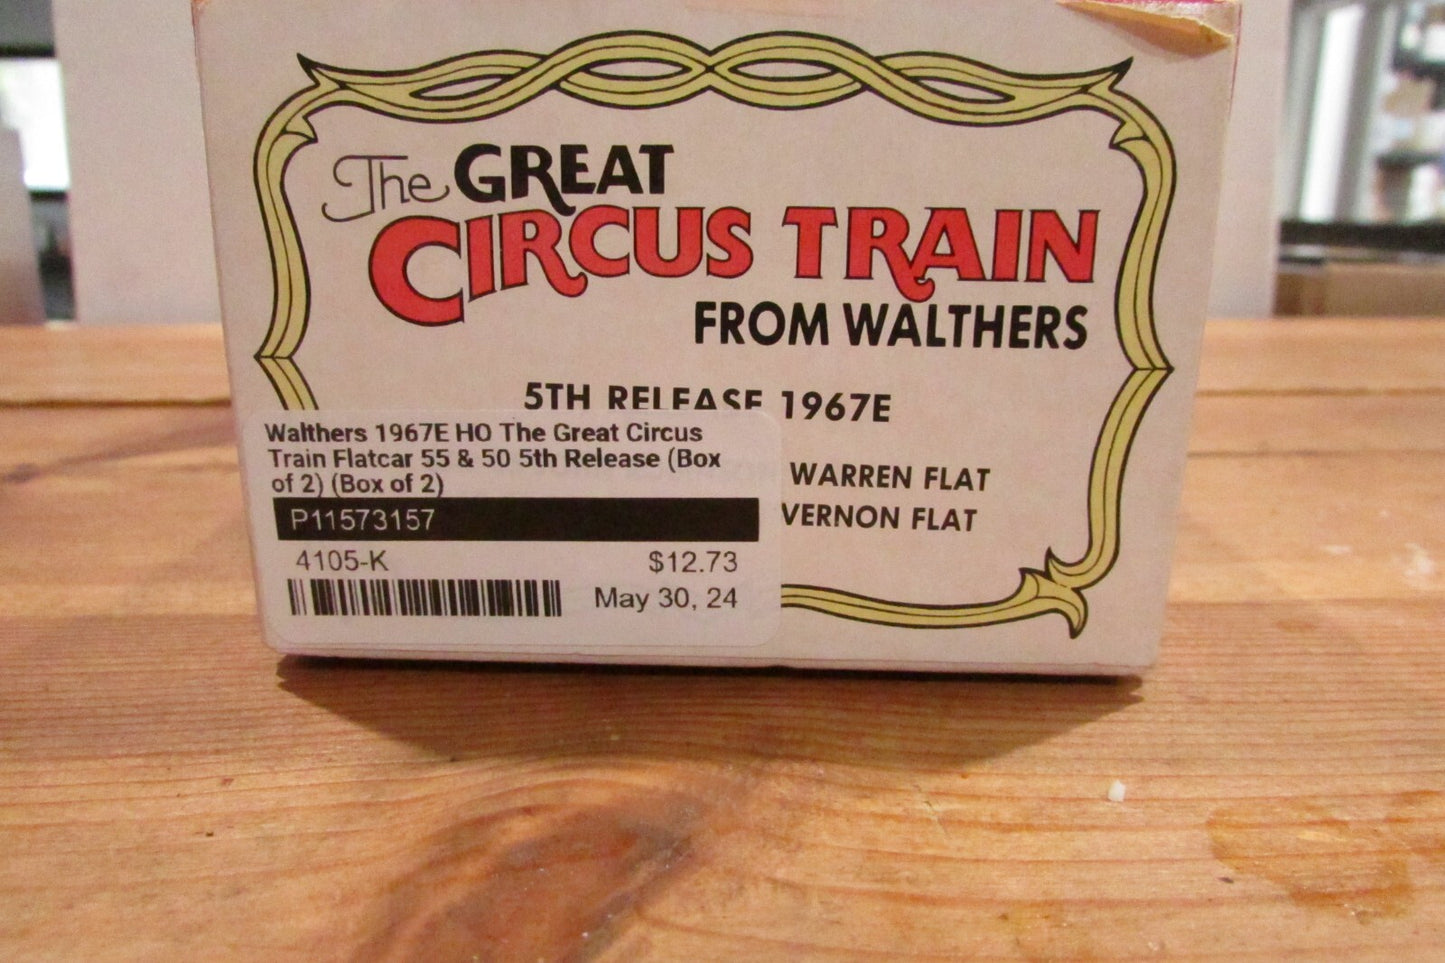 The GREAT
CIRCUS TRAIN
FROM WALTHERS
5TH RELEASE 1967E
WARREN FLAT
VERNON FLAT
Walthers 1967E HO The Great Circus
Train Flatcar 55 & 50 5th Release (Box
of 2) (Box of 2)
P11573157
4105-K $12.73
May 30, 24